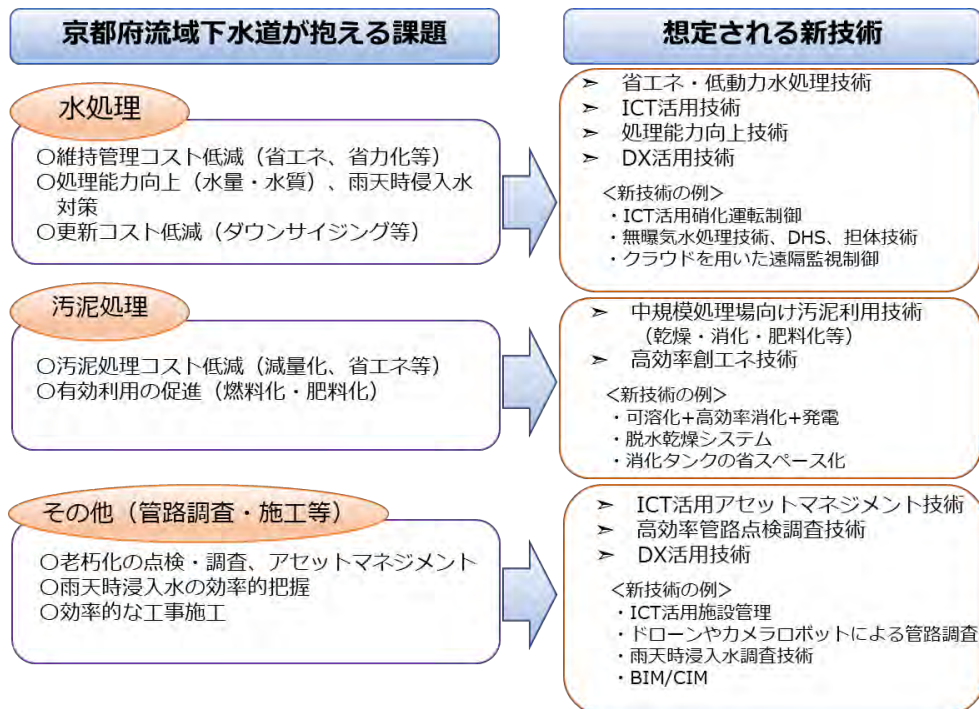 京都府流域下水道が抱える課題
想定される新技術
水処理
○維持管理コスト低減（省エネ、省力化等）
○処理能力向上（水量・水質）、雨天時侵入水
対策
○更新コスト低減（ダウンサイジング等）
➢ 省エネ・低動力水処理技術
➢ ICT活用技術
➢ 処理能力向上技術
➢ DX活用技術
＜新技術の例＞
・ICT活用硝化運転制御
・無曝気水処理技術、DHS、担体技術
・クラウドを用いた遠隔監視制御
汚泥処理
○汚泥処理コスト低減（減量化、省エネ等）
○有効利用の促進（燃料化・肥料化）
➢ 中規模処理場向け汚泥利用技術
（乾燥・消化・肥料化等）
➢ 高効率創エネ技術
＜新技術の例＞
・可溶化+高効率消化+発電
・脱水乾燥システム
・消化タンクの省スペース化
その他（管路調査・施工等）
○老朽化の点検・調査、アセットマネジメント
○雨天時浸入水の効率的把握
○効率的な工事施工
➢ ICT活用アセットマネジメント技術
➢ 高効率管路点検調査技術
➢ DX活用技術
＜新技術の例＞
・ICT活用施設管理
・ドローンやカメラロボットによる管路調査
・雨天時浸入水調査技術
・BIM/CIM